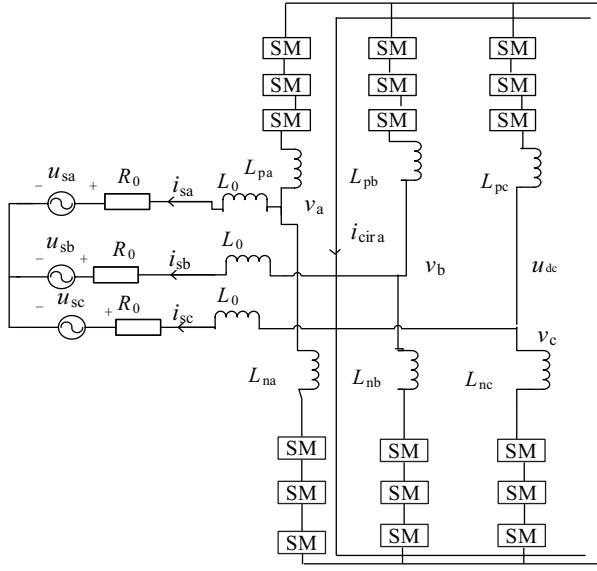 SM SM SM
SM SM SM
SM SM SM
L_pa L_pb L_pc
− u_sa + R_0 i_sa L_0 v_a
i_cir a
− u_sb + R_0 i_sb L_0 v_b u_dc
− u_sc + R_0 i_sc L_0 v_c
L_na L_nb L_nc
SM SM SM
SM SM SM
SM SM SM